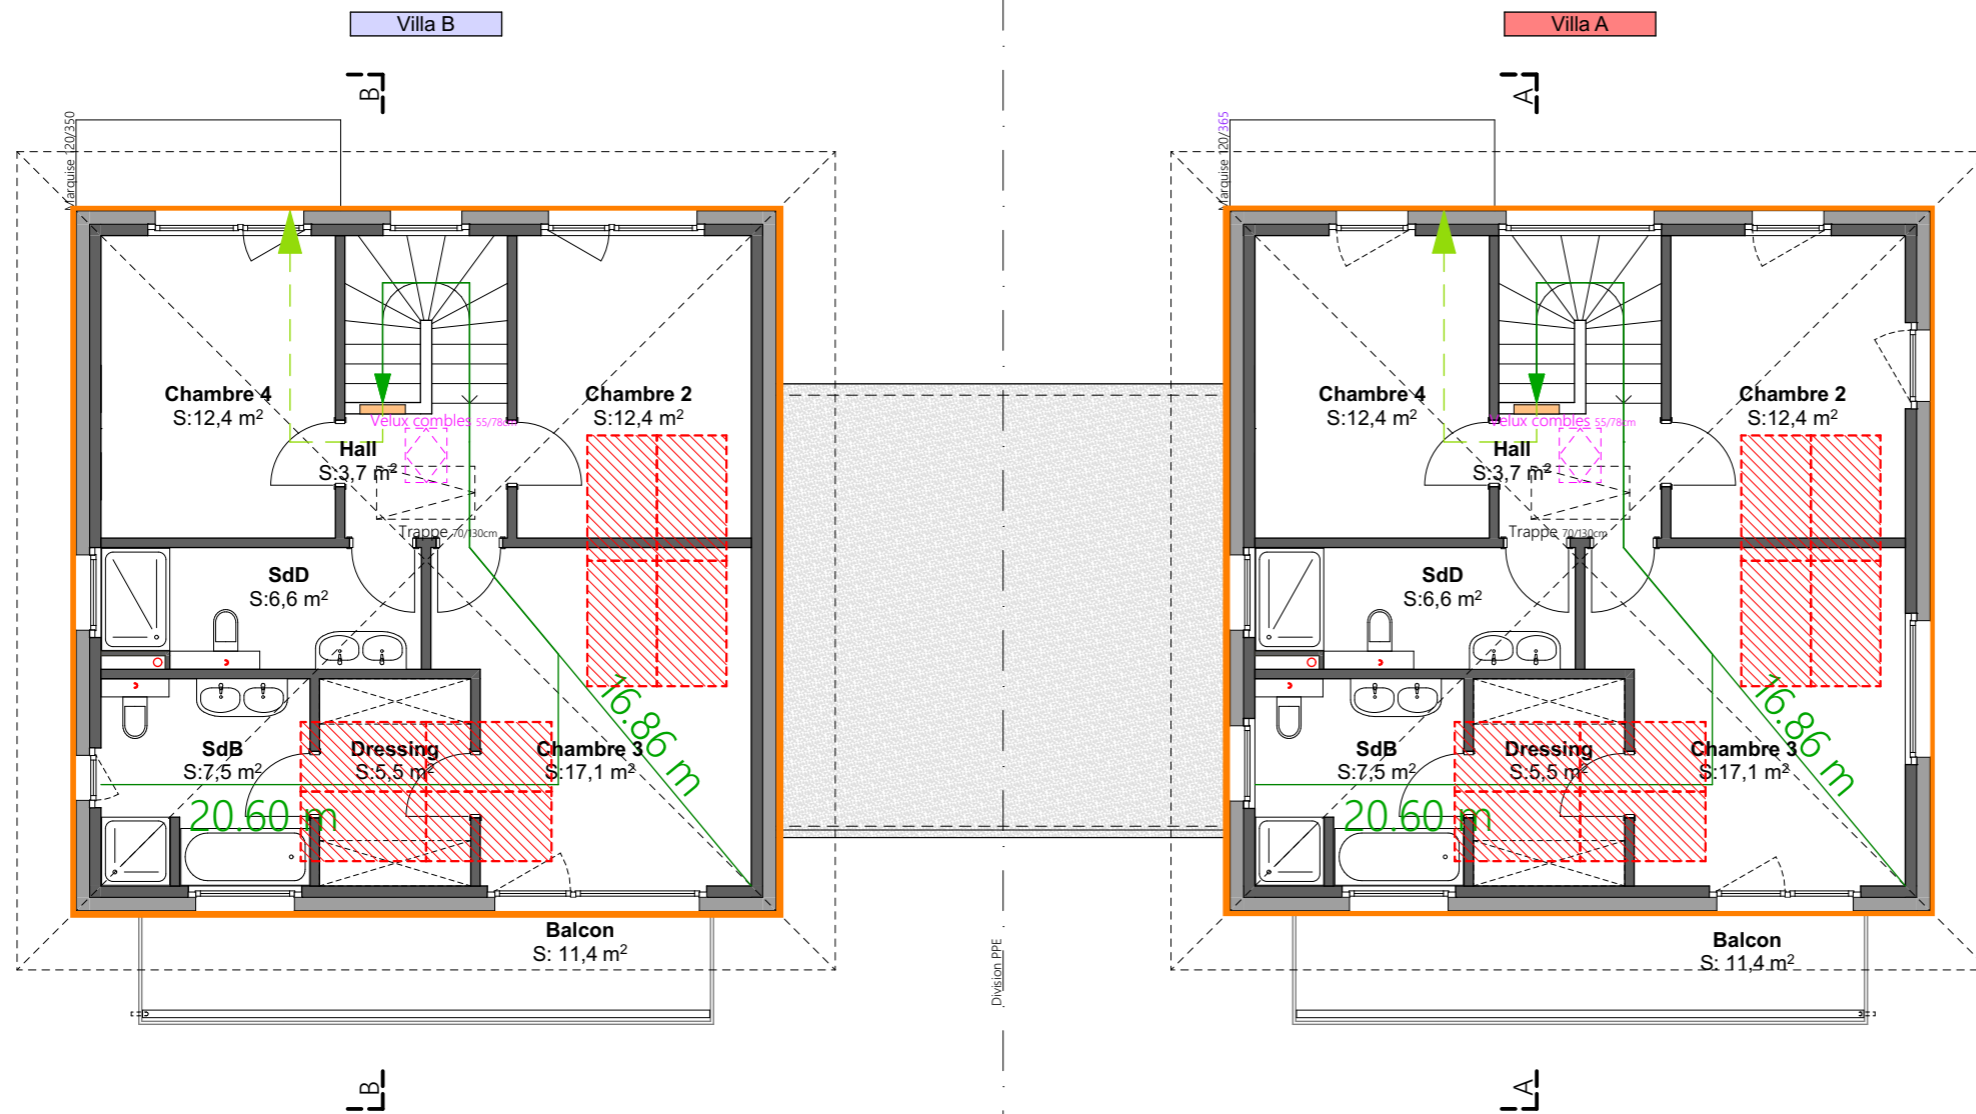 Villa B
Villa A
B
A
Marquise 120/350
Marquise 120/365
Chambre 4
S:12,4 m²
Chambre 2
S:12,4 m²
Velux combles 55/78cm
Hall
S:3,7 m²
Trappe 70/130cm
SdD
S:6,6 m²
16.86 m
SdB
S:7,5 m²
Dressing
S:5,5 m²
Chambre 3
S:17,1 m²
20.60 m
Balcon
S: 11,4 m²
Division PPE
Chambre 4
S:12,4 m²
Chambre 2
S:12,4 m²
Velux combles 55/78cm
Hall
S:3,7 m²
Trappe 70/130cm
SdD
S:6,6 m²
16.86 m
SdB
S:7,5 m²
Dressing
S:5,5 m²
Chambre 3
S:17,1 m²
20.60 m
Balcon
S: 11,4 m²
B
A